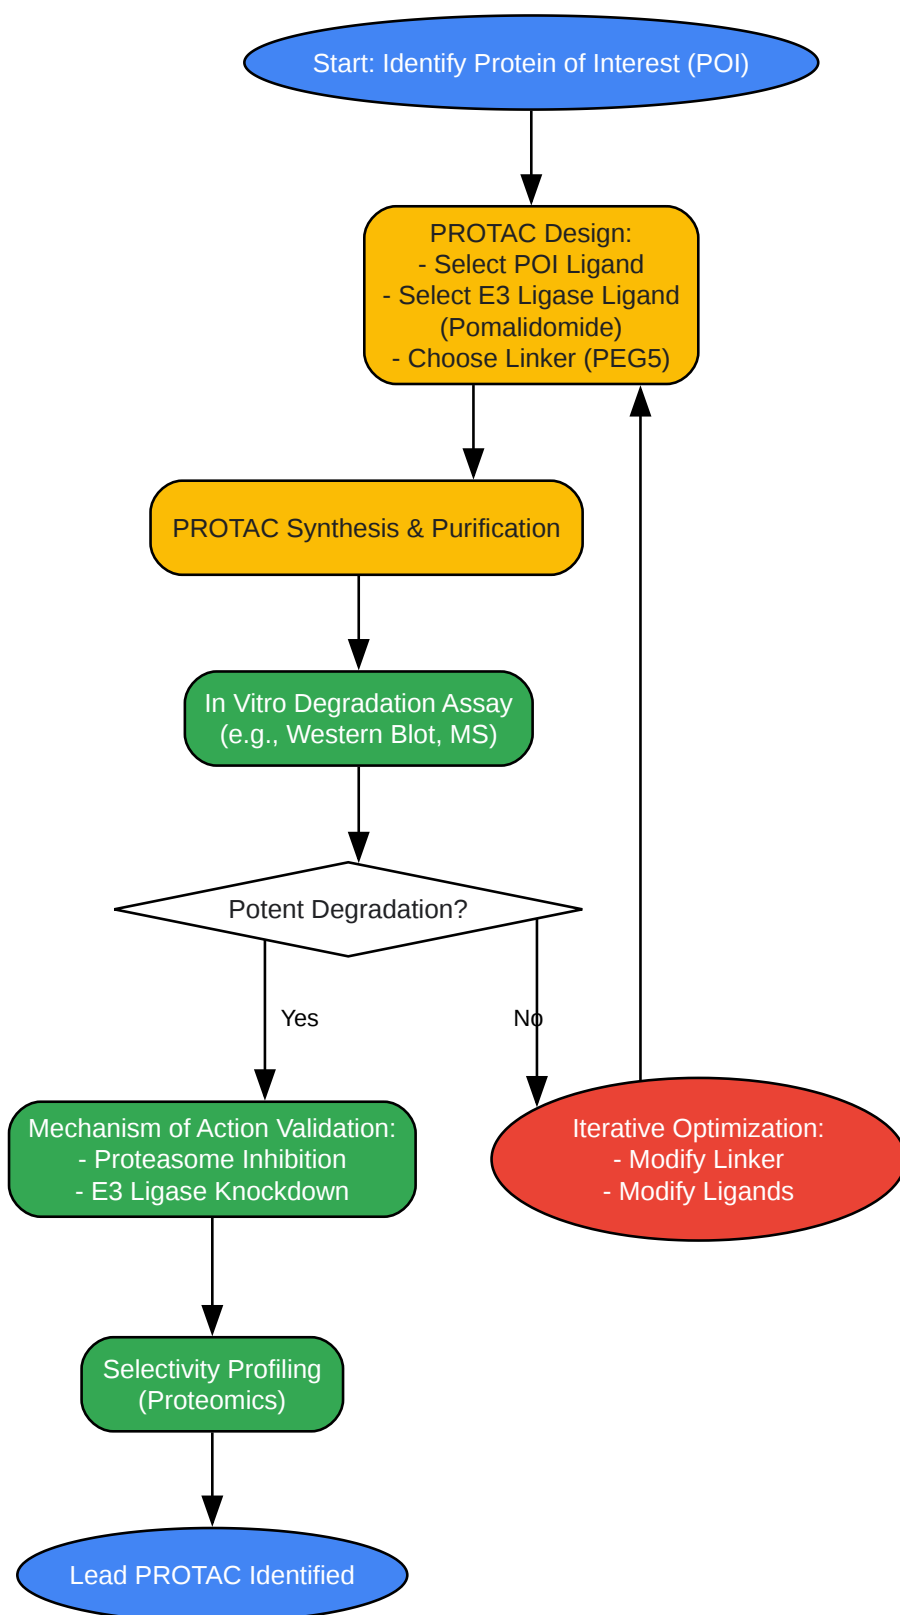 Start: Identify Protein of Interest (POI)
PROTAC Design:
- Select POI Ligand
- Select E3 Ligase Ligand
(Pomalidomide)
- Choose Linker (PEG5)
PROTAC Synthesis & Purification
In Vitro Degradation Assay
(e.g., Western Blot, MS)
Potent Degradation?
Yes
No
Mechanism of Action Validation:
- Proteasome Inhibition
- E3 Ligase Knockdown
Iterative Optimization:
- Modify Linker
- Modify Ligands
Selectivity Profiling
(Proteomics)
Lead PROTAC Identified